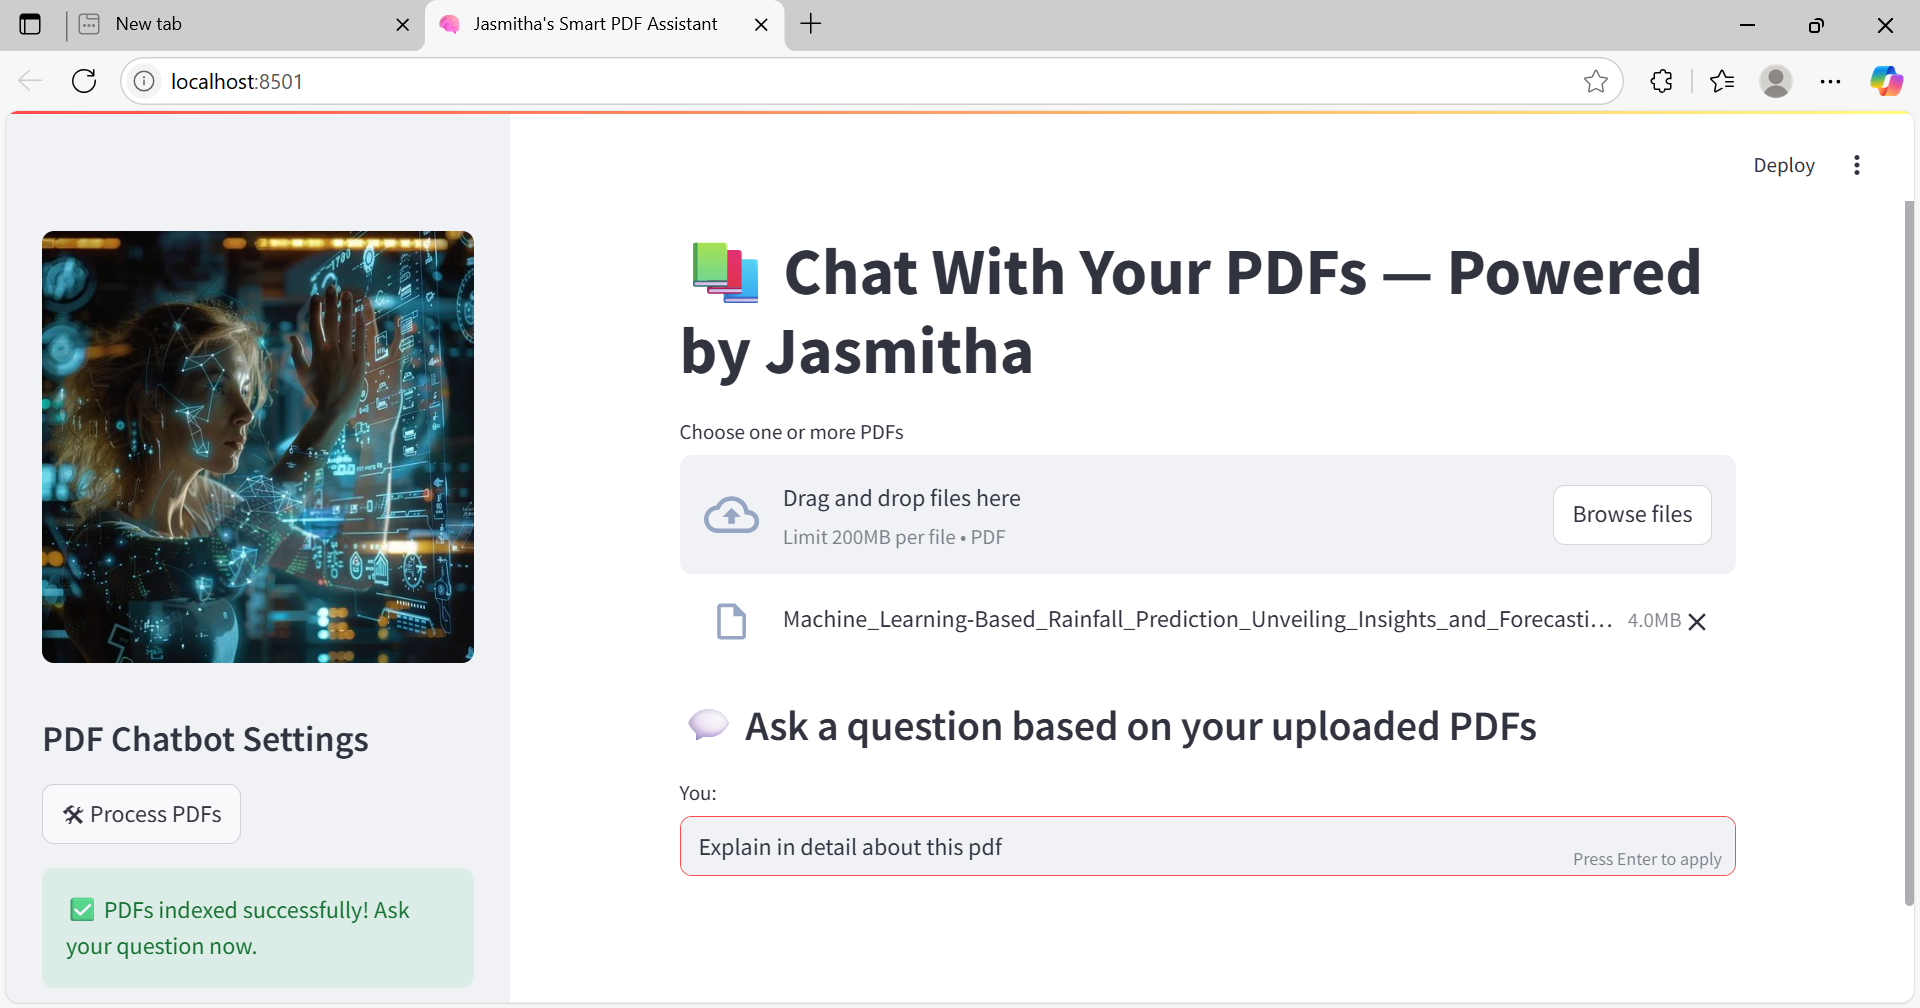 New tab
Jasmitha's Smart PDF Assistant
localhost:8501
Deploy
📚 Chat With Your PDFs — Powered
by Jasmitha
Choose one or more PDFs
Drag and drop files here
Limit 200MB per file • PDF
Browse files
Machine_Learning-Based_Rainfall_Prediction_Unveiling_Insights_and_Forecasti... 4.0MB
💬 Ask a question based on your uploaded PDFs
You:
Explain in detail about this pdf
Press Enter to apply
PDF Chatbot Settings
🛠 Process PDFs
✅ PDFs indexed successfully! Ask
your question now.